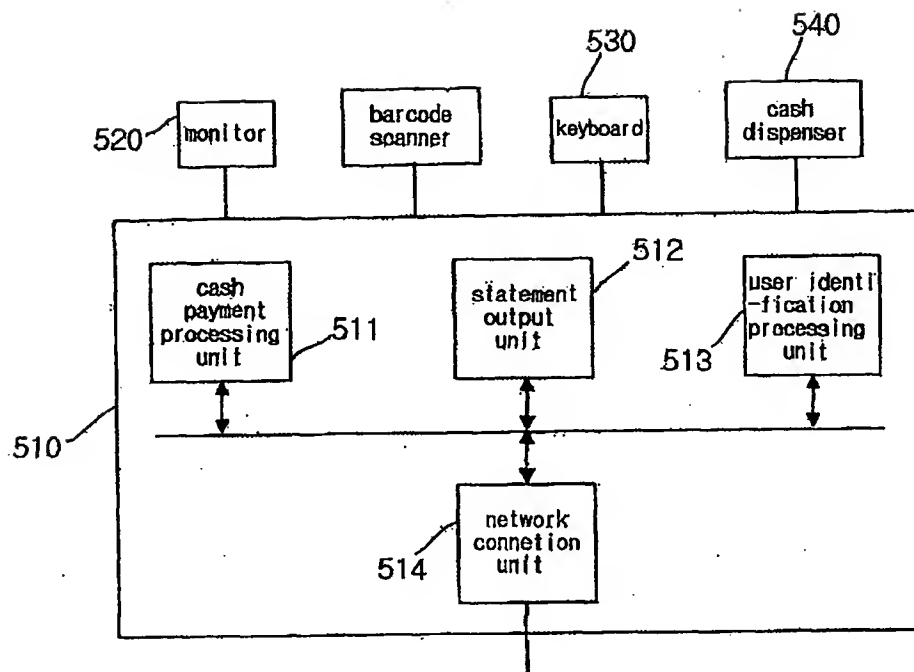 540
530
520
monitor
barcode
scanner
keyboard
cash
dispenser
512
cash
payment
processing
unit
511
statement
output
unit
user identi
-fication
processing
unit
513
510
network
connetion
unit
514